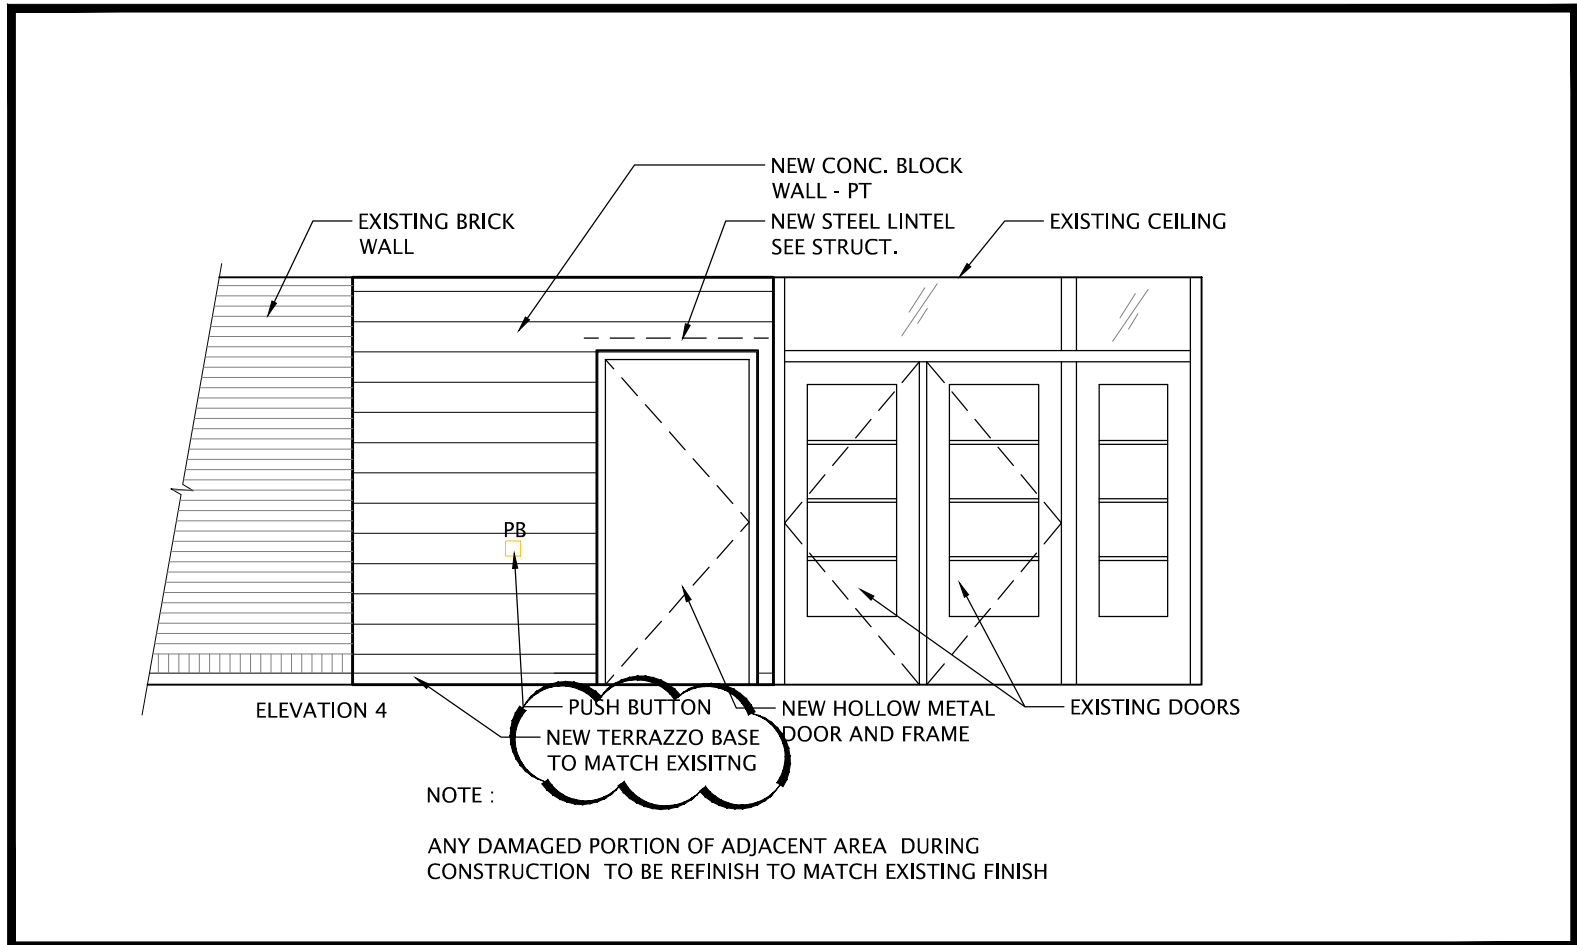 NEW CONC. BLOCK
WALL - PT
EXISTING BRICK
WALL
NEW STEEL LINTEL
SEE STRUCT.
EXISTING CEILING
PB
ELEVATION 4
PUSH BUTTON
NEW TERRAZZO BASE
TO MATCH EXISITNG
NEW HOLLOW METAL
DOOR AND FRAME
EXISTING DOORS
NOTE :
ANY DAMAGED PORTION OF ADJACENT AREA DURING
CONSTRUCTION TO BE REFINISH TO MATCH EXISTING FINISH